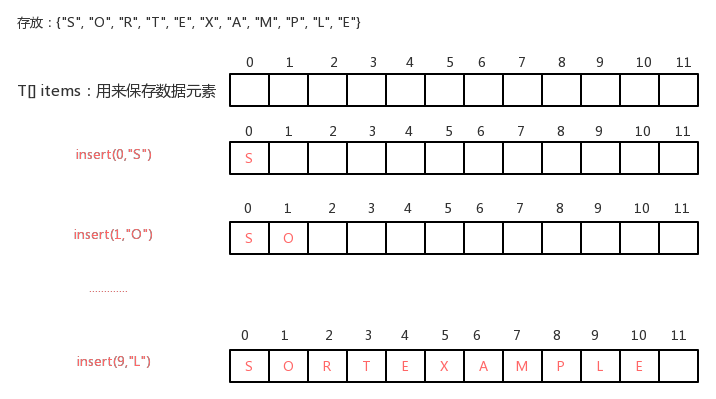 存放：{"S", "O", "R", "T", "E", "X", "A", "M", "P", "L", "E"}
0 1 2 3 4 5 6 7 8 9 10 11
T[] items：用来保存数据元素
0 1 2 3 4 5 6 7 8 9 10 11
insert(0,"S")
S
0 1 2 3 4 5 6 7 8 9 10 11
insert(1,"O")
S O
.............
0 1 2 3 4 5 6 7 8 9 10 11
insert(9,"L")
S O R T E X A M P L E